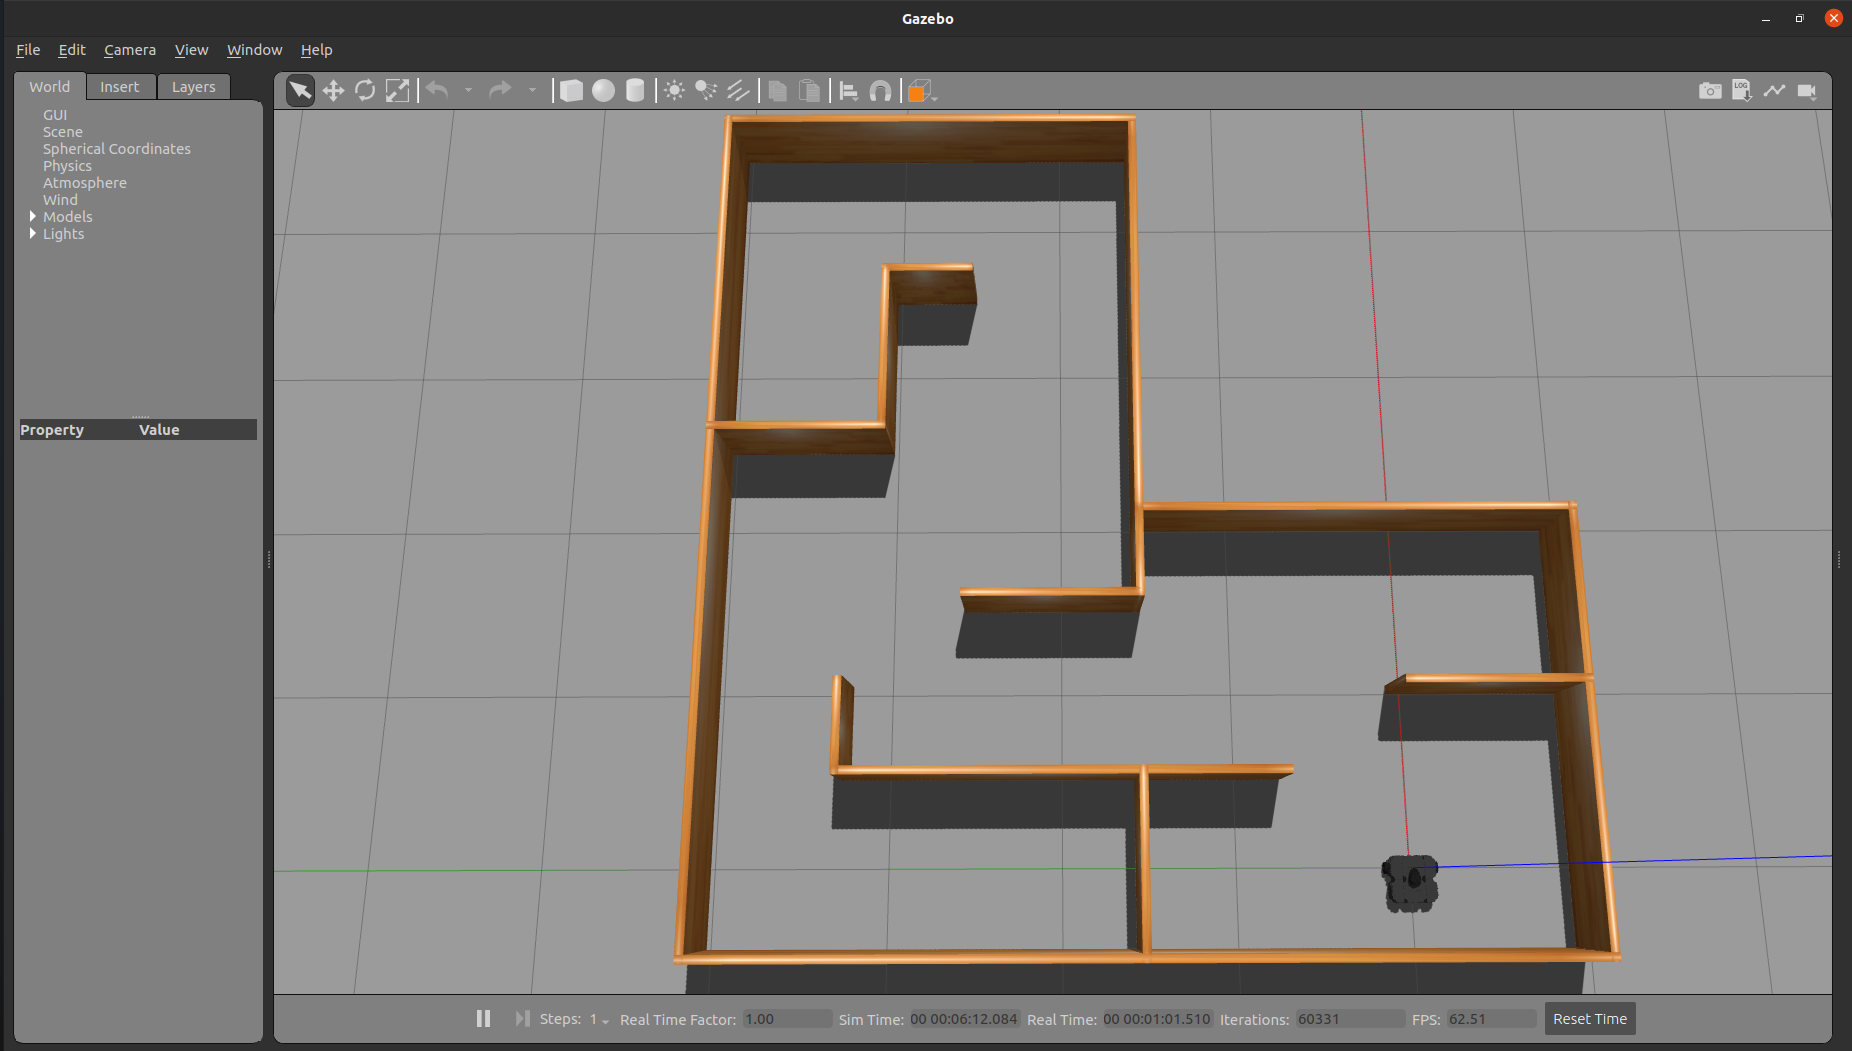 Gazebo
File Edit Camera View Window Help
World Insert Layers
GUI
Scene
Spherical Coordinates
Physics
Atmosphere
Wind
Models
Lights
Property Value
LOG
Steps: 1 Real Time Factor: 1.00 Sim Time: 00 00:06:12.084 Real Time: 00 00:01:01.510 Iterations: 60331 FPS: 62.51 Reset Time